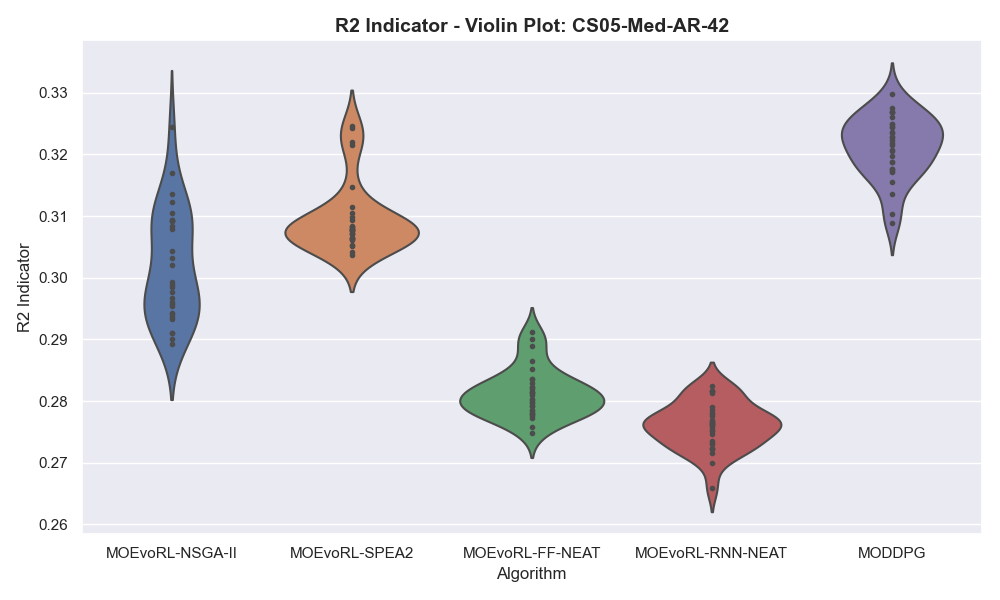 R2 Indicator - Violin Plot: CS05-Med-AR-42
R2 Indicator
0.33
0.32
0.31
0.30
0.29
0.28
0.27
0.26
MOEvoRL-NSGA-II
MOEvoRL-SPEA2
MOEvoRL-FF-NEAT
MOEvoRL-RNN-NEAT
MODDPG
Algorithm